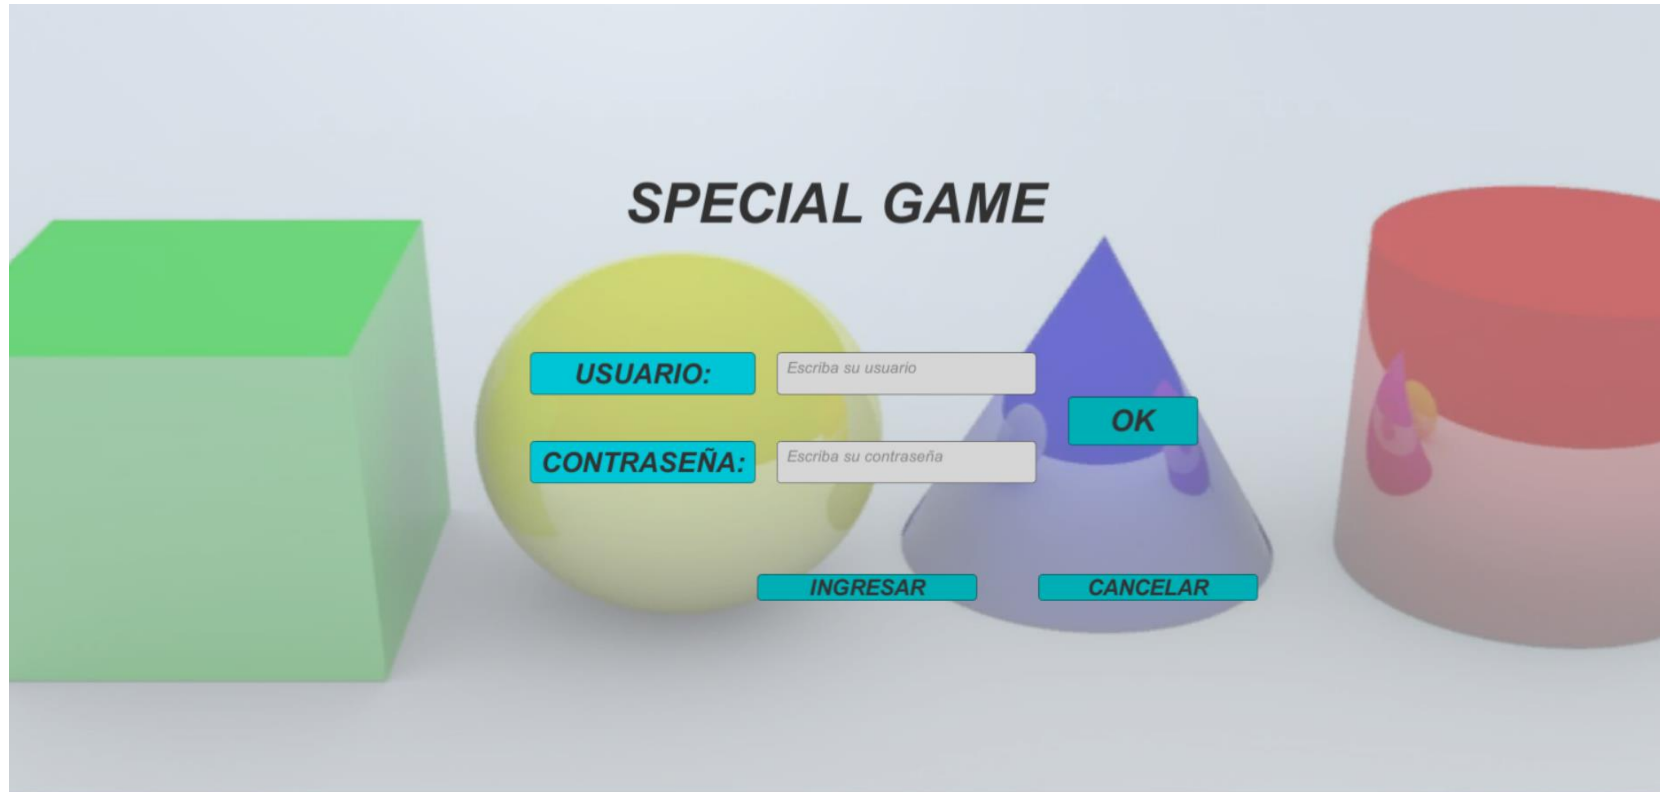 SPECIAL GAME
USUARIO:
Escriba su usuario
OK
CONTRASEÑA:
Escriba su contraseña
INGRESAR
CANCELAR